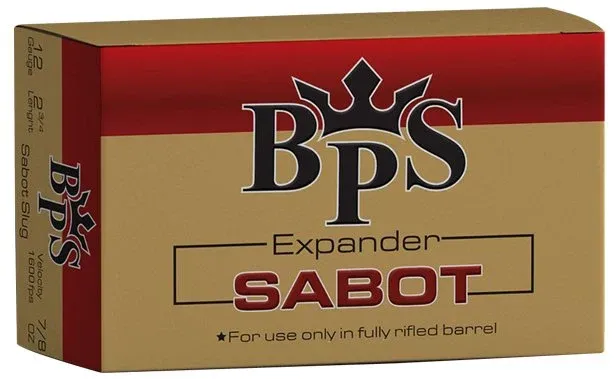 BPS
Expander
SABOT
★For use only in fully rifled barrel
12 2 3/4 7/8
Gauge Lenght Sabot Slug Velocity 1600fps OZ
BPS